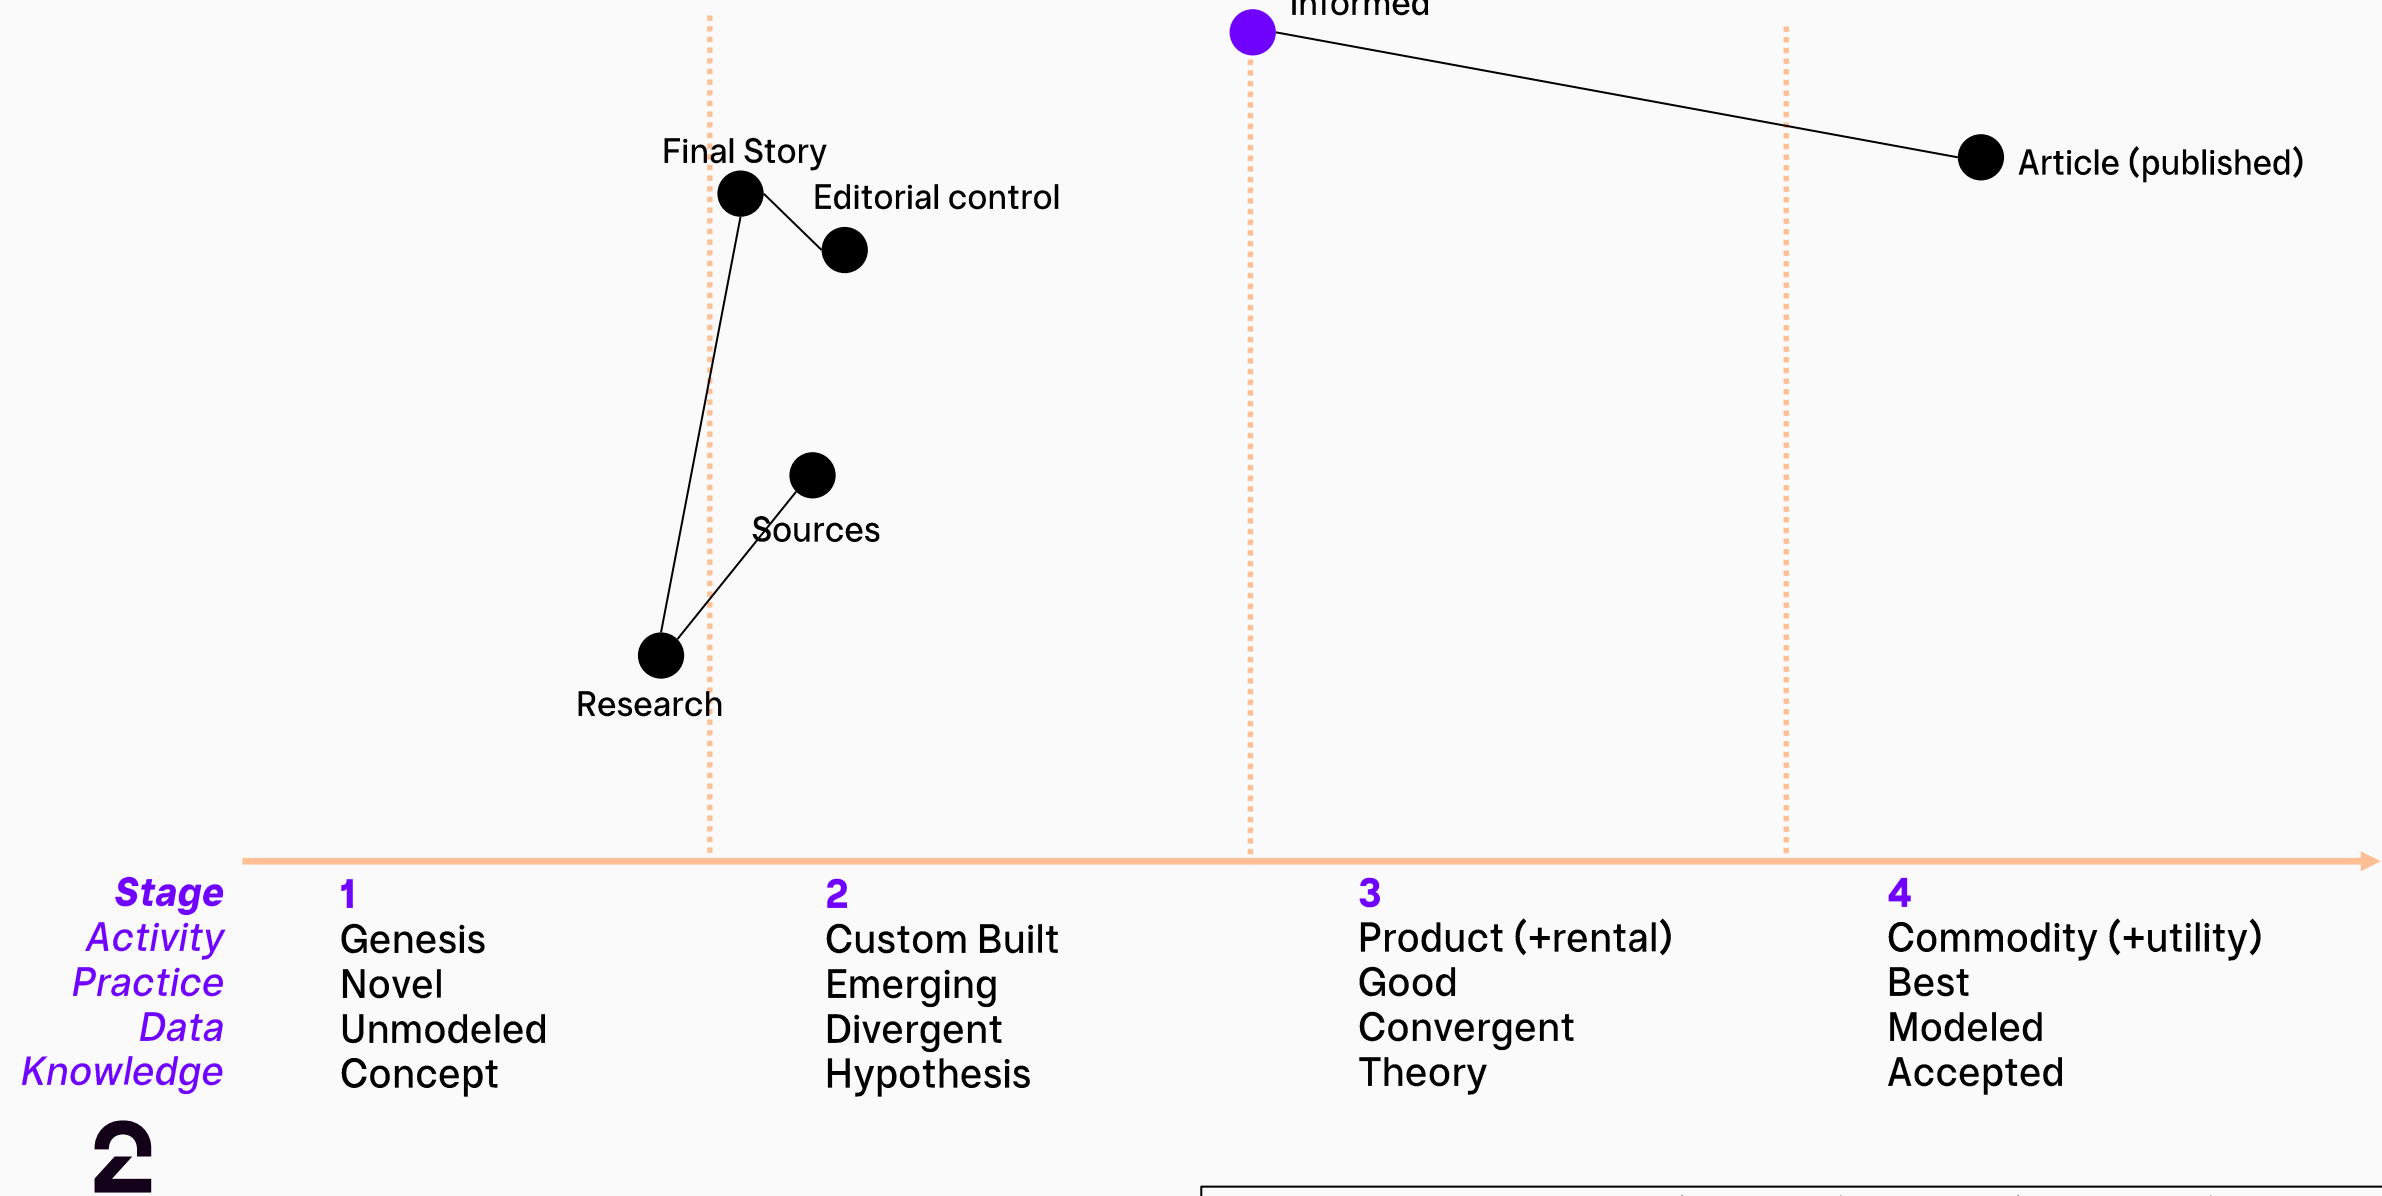 Informed
Final Story
Article (published)
Editorial control
Sources
Research
Stage 1 2 3 4
Activity Genesis Custom Built Product (+rental) Commodity (+utility)
Practice Novel Emerging Good Best
Data Unmodeled Divergent Convergent Modeled
Knowledge Concept Hypothesis Theory Accepted
2